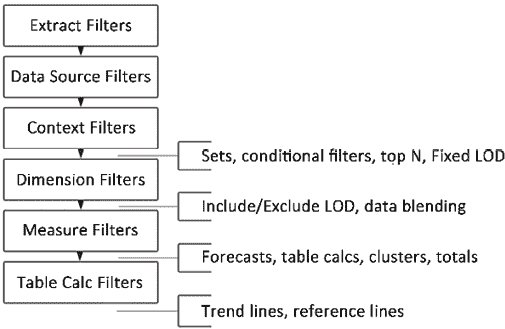 Extract Filters
Data Source Filters
Context Filters
Sets, conditional filters, top N, Fixed LOD
Dimension Filters
Include/Exclude LOD, data blending
Measure Filters
Forecasts, table calcs, clusters, totals
Table Calc Filters
Trend lines, reference lines